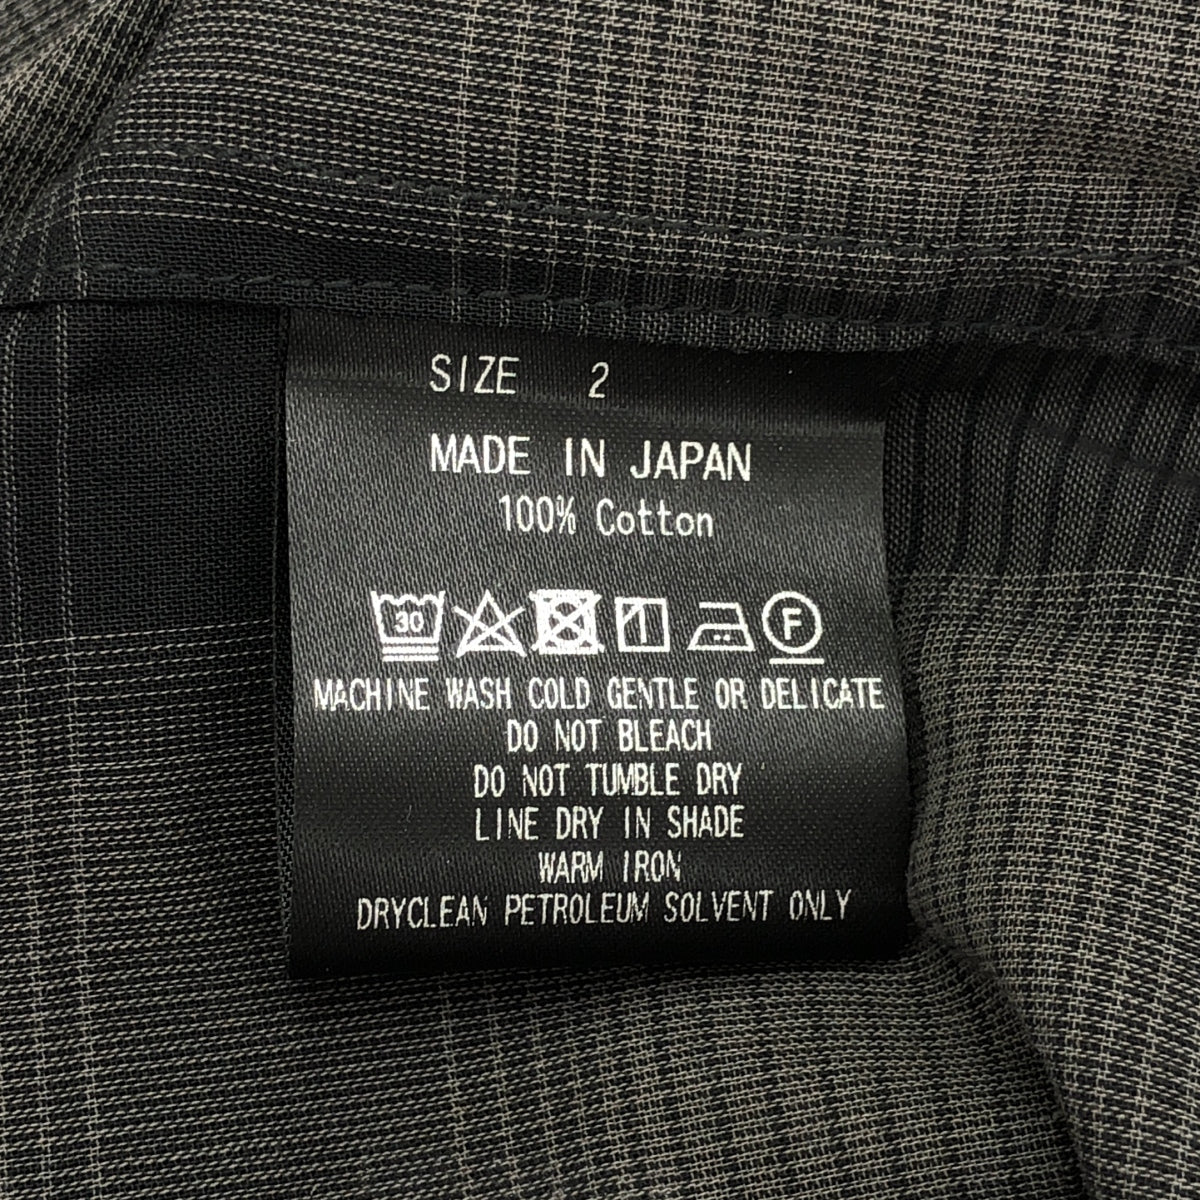 SIZE 2
MADE IN JAPAN
100% Cotton
30 F
MACHINE WASH COLD GENTLE OR DELICATE
DO NOT BLEACH
DO NOT TUMBLE DRY
LINE DRY IN SHADE
WARM IRON
DRYCLEAN PETROLEUM SOLVENT ONLY